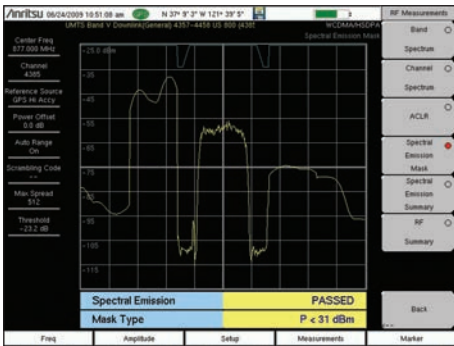 Anritsu 06/24/2009 10:51:08 am N 37° 9' 3" W 121° 39' 5"
RF Measurements
UMTS Band V Downlink(General) 4357-4458 US 800 (4385
WCDMA/HSDPA
Spectral Emission Mask
Center Freq
877.000 MHz
Channel
4385
Reference Source
GPS Hi Accy
Power Offset
0.0 dB
Auto Range
On
Scrambling Code
--
Max Spread
512
Threshold
-23.2 dB
-25.0 dBm
-35
-45
-55
-65
-75
-85
-95
-105
-115
Band
Spectrum
Channel
Spectrum
ACLR
Spectral
Emission
Mask
Spectral
Emission
Summary
RF
Summary
Back
Spectral Emission PASSED
Mask Type P < 31 dBm
Freq Amplitude Setup Measurements Marker